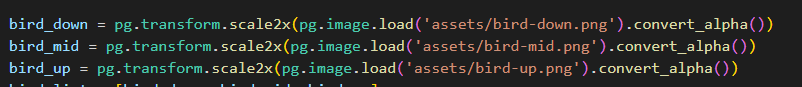 bird_down = pg.transform.scale2x(pg.image.load('assets/bird-down.png').convert_alpha())
bird_mid = pg.transform.scale2x(pg.image.load('assets/bird-mid.png').convert_alpha())
bird_up = pg.transform.scale2x(pg.image.load('assets/bird-up.png').convert_alpha())